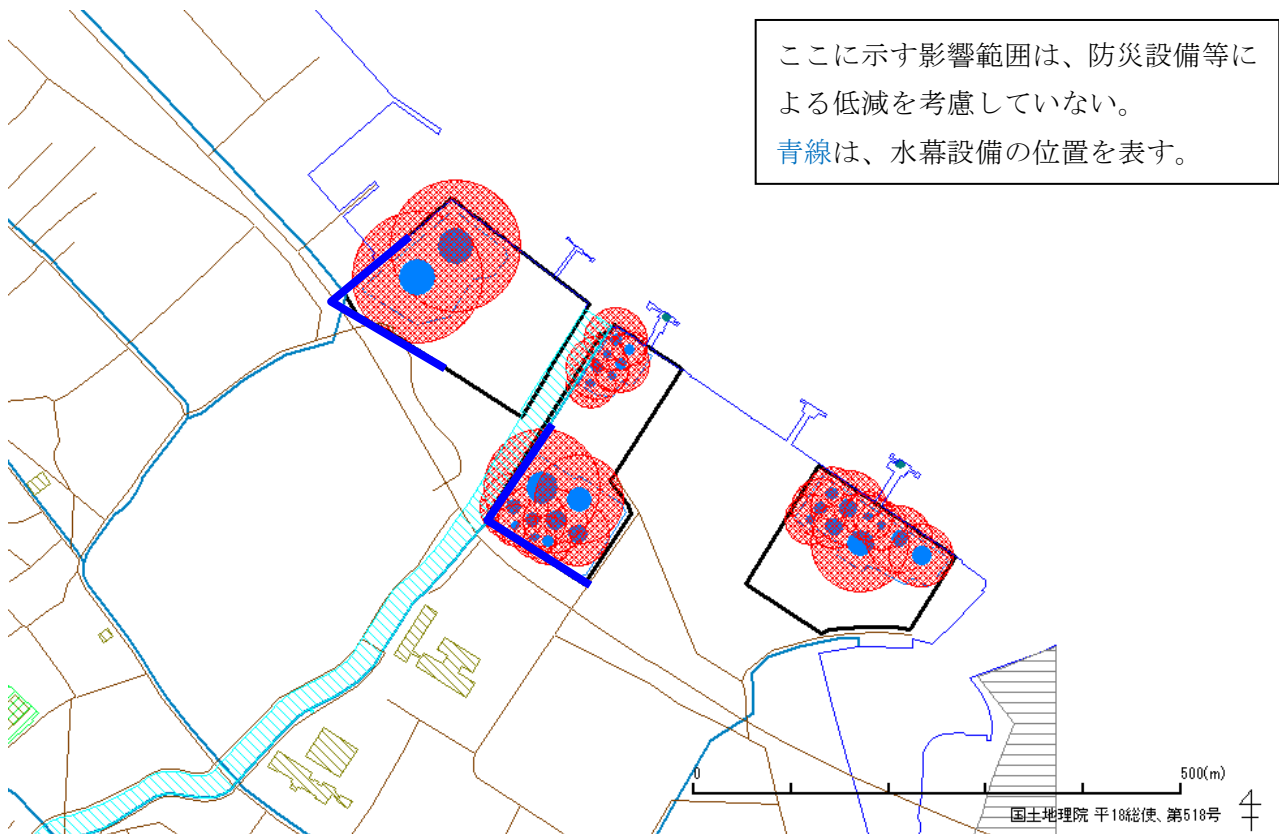 ここに示す影響範囲は、防災設備等に
よる低減を考慮していない。
青線は、水幕設備の位置を表す。
0
500(m)
国土地理院 平18総使、第518号